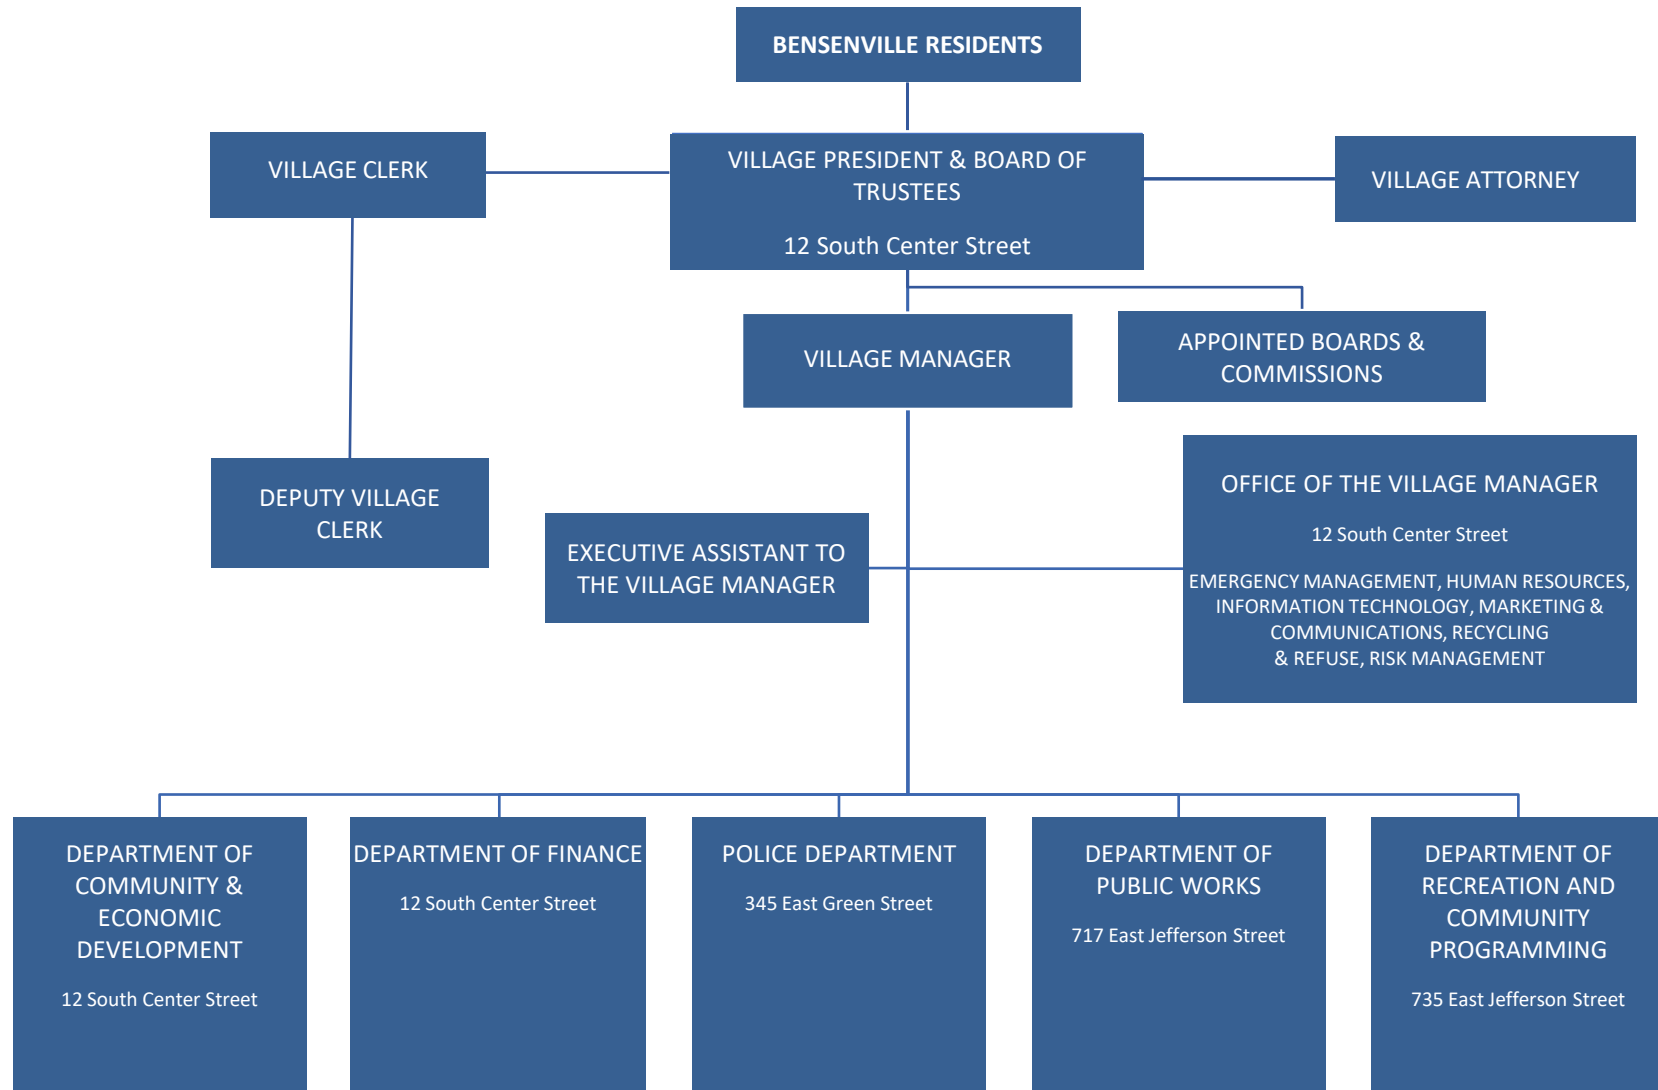 BENSENVILLE RESIDENTS
VILLAGE CLERK
VILLAGE PRESIDENT & BOARD OF
TRUSTEES
12 South Center Street
VILLAGE ATTORNEY
VILLAGE MANAGER
APPOINTED BOARDS &
COMMISSIONS
DEPUTY VILLAGE
CLERK
EXECUTIVE ASSISTANT TO
THE VILLAGE MANAGER
OFFICE OF THE VILLAGE MANAGER
12 South Center Street
EMERGENCY MANAGEMENT, HUMAN RESOURCES,
INFORMATION TECHNOLOGY, MARKETING &
COMMUNICATIONS, RECYCLING
& REFUSE, RISK MANAGEMENT
DEPARTMENT OF
COMMUNITY &
ECONOMIC
DEVELOPMENT
12 South Center Street
DEPARTMENT OF FINANCE
12 South Center Street
POLICE DEPARTMENT
345 East Green Street
DEPARTMENT OF
PUBLIC WORKS
717 East Jefferson Street
DEPARTMENT OF
RECREATION AND
COMMUNITY
PROGRAMMING
735 East Jefferson Street